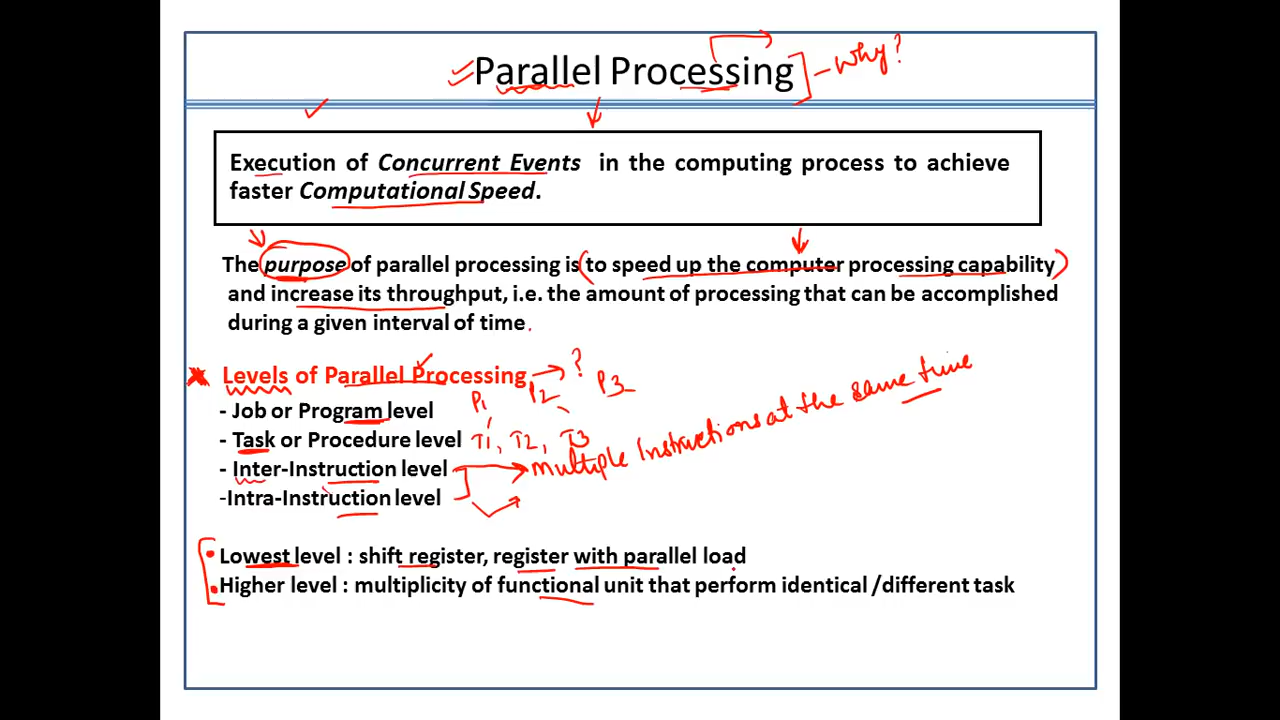 Parallel Processing
- Why?
Execution of Concurrent Events in the computing process to achieve
faster Computational Speed.
The purpose of parallel processing is (to speed up the computer processing capability)
and increase its throughput, i.e. the amount of processing that can be accomplished
during a given interval of time.
Levels of Parallel Processing → ?
P1 P2 P3
- Job or Program level
- Task or Procedure level T1, T2, T3
- Inter-Instruction level → Multiple Instructions at the same time
-Intra-Instruction level
Lowest level : shift register, register with parallel load
Higher level : multiplicity of functional unit that perform identical /different task